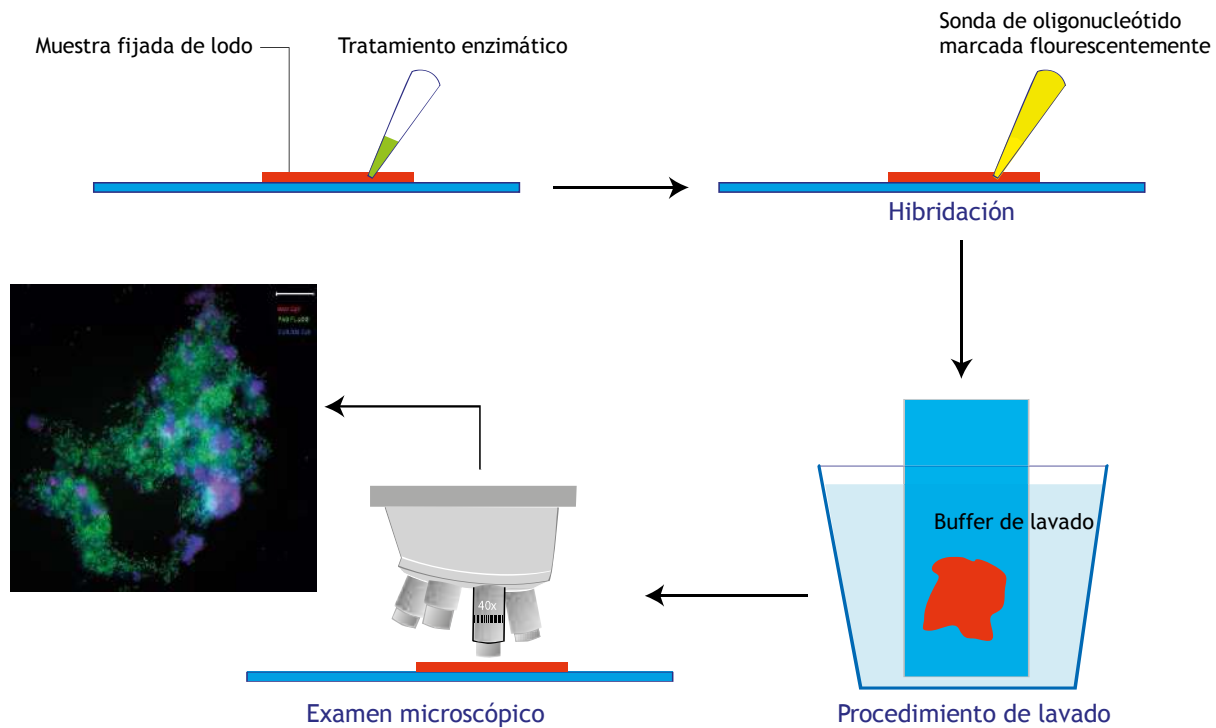 Muestra fijada de lodo
Tratamiento enzimático
Sonda de oligonucleótido
marcada flourescentemente
Hibridación
Buffer de lavado
40x
Examen microscópico
Procedimiento de lavado